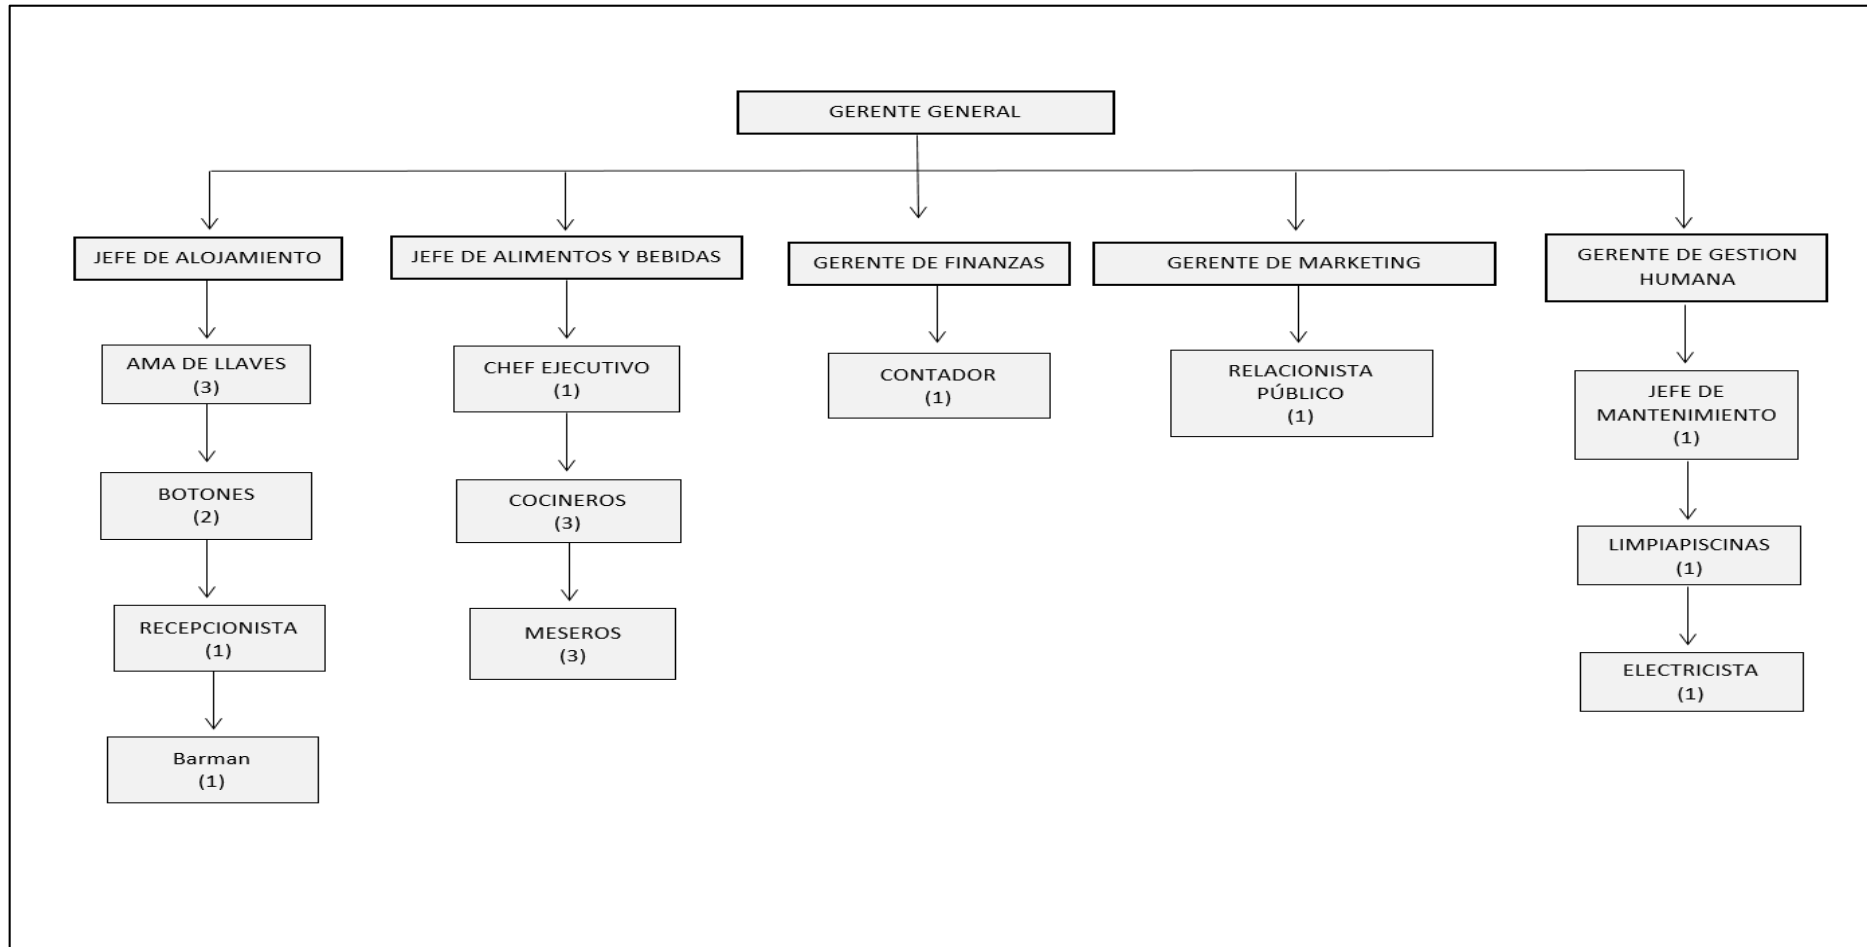 GERENTE GENERAL
JEFE DE ALOJAMIENTO
AMA DE LLAVES
(3)
BOTONES
(2)
RECEPCIONISTA
(1)
Barman
(1)
JEFE DE ALIMENTOS Y BEBIDAS
CHEF EJECUTIVO
(1)
COCINEROS
(3)
MESEROS
(3)
GERENTE DE FINANZAS
CONTADOR
(1)
GERENTE DE MARKETING
RELACIONISTA
PÚBLICO
(1)
GERENTE DE GESTION
HUMANA
JEFE DE
MANTENIMIENTO
(1)
LIMPIAPISCINAS
(1)
ELECTRICISTA
(1)